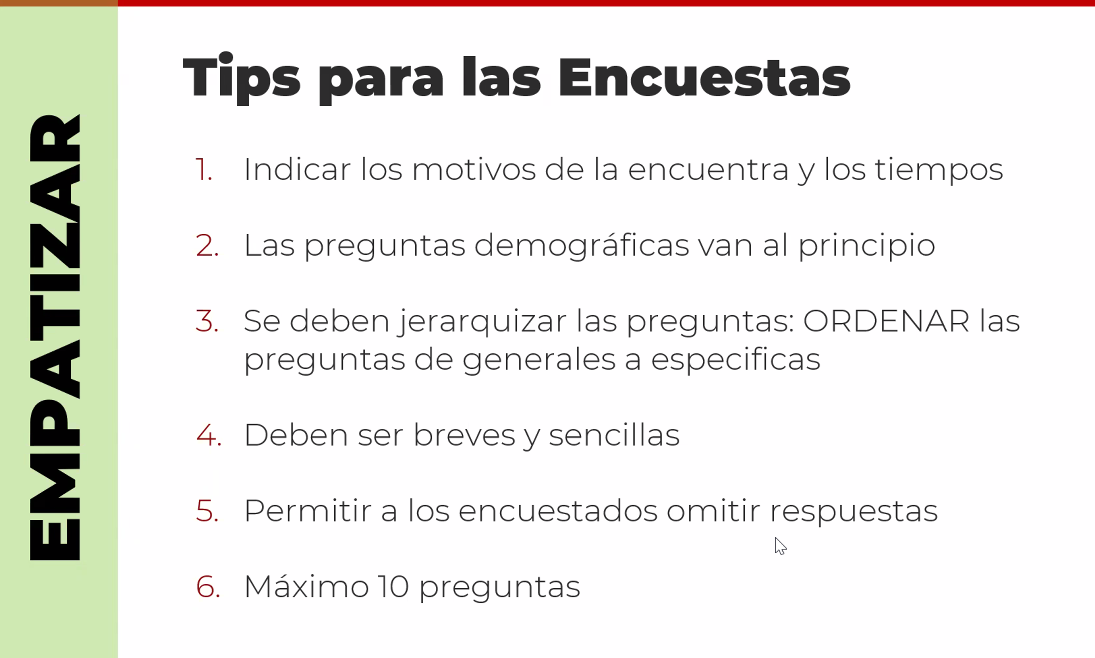 EMPATIZAR
Tips para las Encuestas
1. Indicar los motivos de la encuentra y los tiempos
2. Las preguntas demográficas van al principio
3. Se deben jerarquizar las preguntas: ORDENAR las
preguntas de generales a especificas
4. Deben ser breves y sencillas
5. Permitir a los encuestados omitir respuestas
6. Máximo 10 preguntas